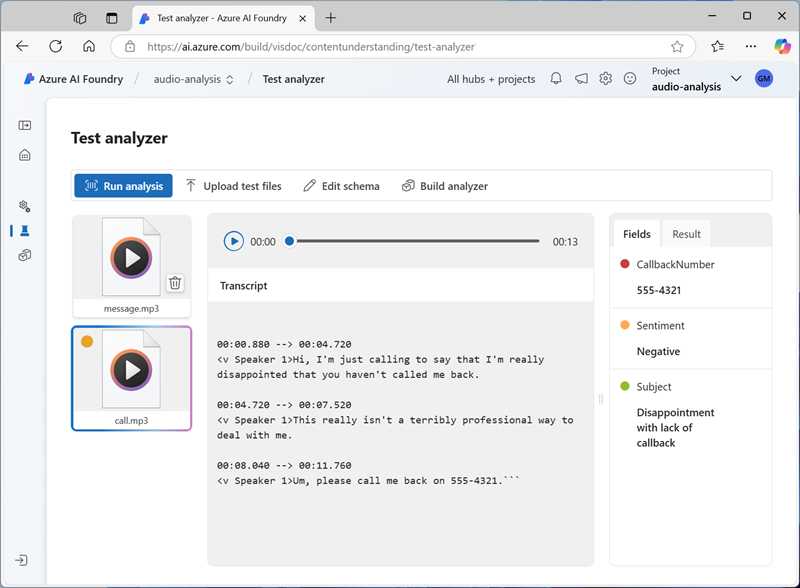 Test analyzer - Azure AI Foundry
https://ai.azure.com/build/visdoc/contentunderstanding/test-analyzer
Azure AI Foundry / audio-analysis / Test analyzer
All hubs + projects
Project
audio-analysis
GM
Test analyzer
Run analysis
Upload test files
Edit schema
Build analyzer
message.mp3
call.mp3
00:00
00:13
Transcript
00:00.880 --> 00:04.720
<v Speaker 1>Hi, I'm just calling to say that I'm really
disappointed that you haven't called me back.
00:04.720 --> 00:07.520
<v Speaker 1>This really isn't a terribly professional way to
deal with me.
00:08.040 --> 00:11.760
<v Speaker 1>Um, please call me back on 555-4321.```
Fields
Result
CallbackNumber
555-4321
Sentiment
Negative
Subject
Disappointment
with lack of
callback